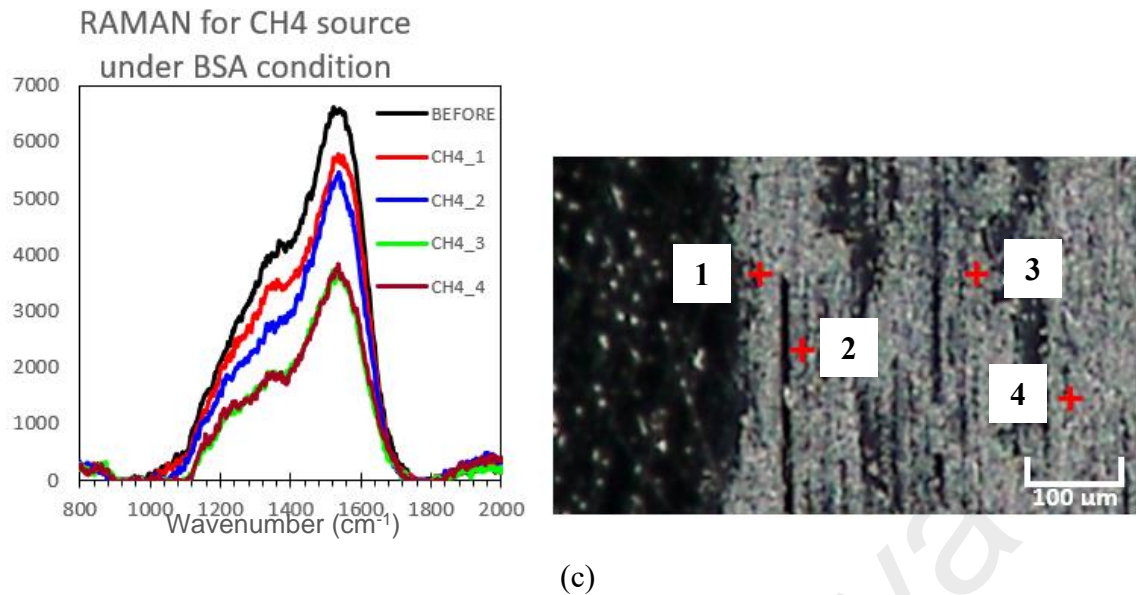 RAMAN for CH4 source
under BSA condition
7000
6000
5000
4000
3000
2000
1000
0
800 1000 1200 1400 1600 1800 2000
Wavenumber (cm⁻¹)
BEFORE
CH4_1
CH4_2
CH4_3
CH4_4
1
2
3
4
100 µm
(c)